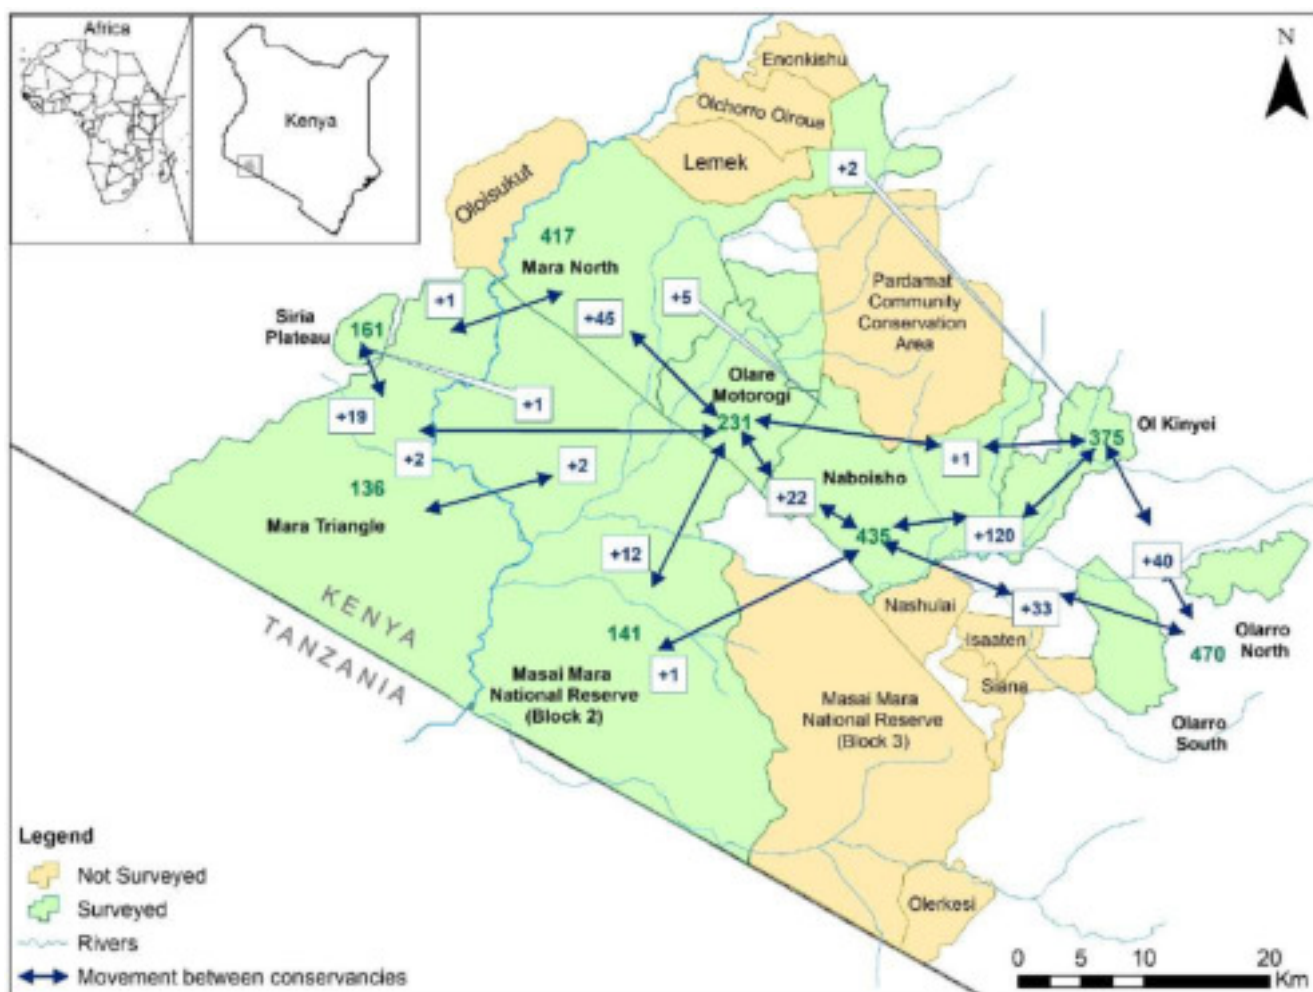 Africa
Kenya
N
Enonkishu
Olchorro Oiroua
Lemek
+2
Oloisukut
417
Mara North
Pardamat
Community
Conservation
Area
+1
+45
+5
Siria
Plateau
161
Olare
Motorogi
+1
+19
231
375
Ol Kinyei
+2
+2
+1
136
Naboisho
+22
Mara Triangle
435
+120
+12
+40
KENYA
TANZANIA
Nashulai
+33
Isaaten
141
Olarro
North
470
+1
Siana
Masai Mara
National Reserve
(Block 2)
Masai Mara
National Reserve
(Block 3)
Olarro
South
Legend
Not Surveyed
Surveyed
Rivers
Movement between conservancies
Olerkesi
0 5 10 20
Km